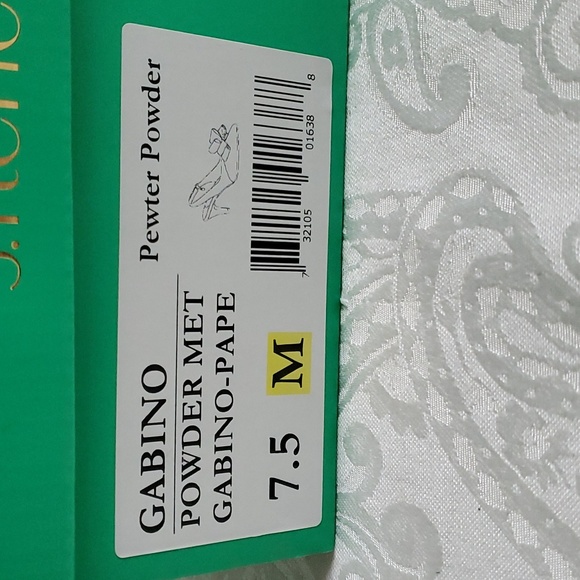 GABINO
Pewter Powder
POWDER MET
GABINO-PAPE
7.5 M
7 32105 01638 8